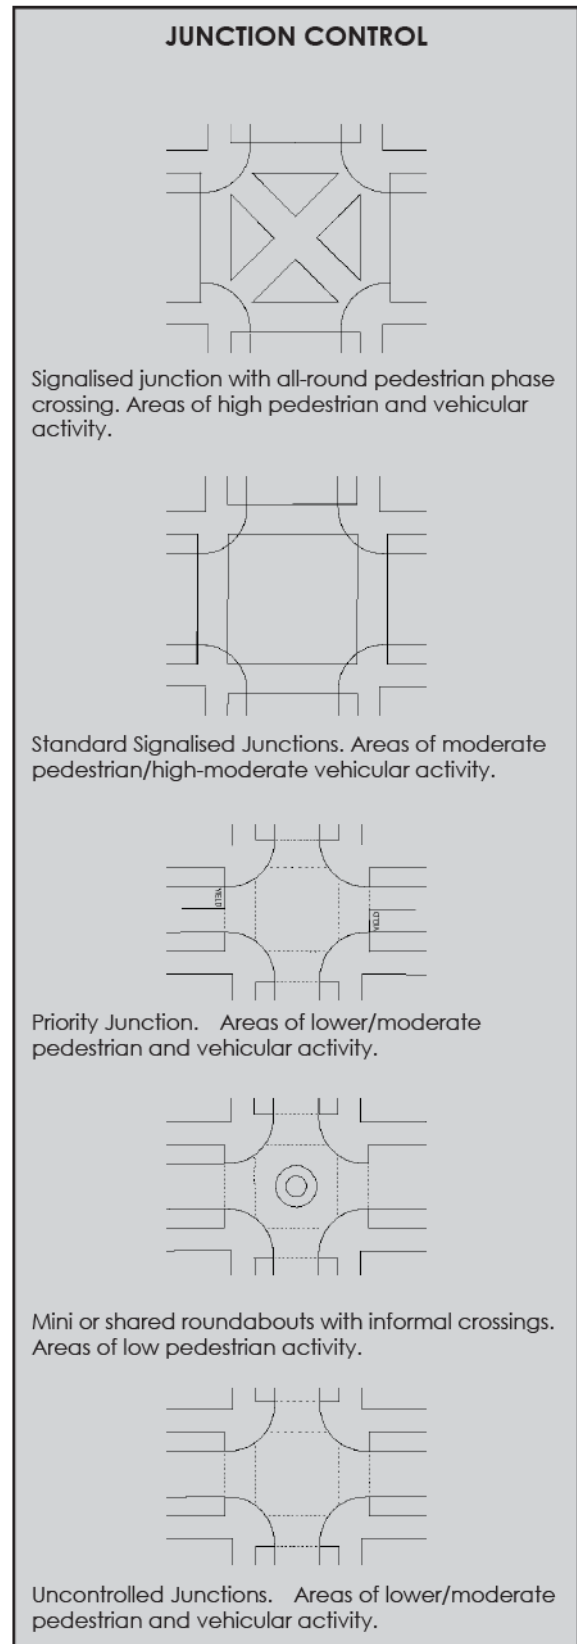 JUNCTION CONTROL
Signalised junction with all-round pedestrian phase
crossing. Areas of high pedestrian and vehicular
activity.
Standard Signalised Junctions. Areas of moderate
pedestrian/high-moderate vehicular activity.
YIELD
YIELD
Priority Junction. Areas of lower/moderate
pedestrian and vehicular activity.
Mini or shared roundabouts with informal crossings.
Areas of low pedestrian activity.
Uncontrolled Junctions. Areas of lower/moderate
pedestrian and vehicular activity.